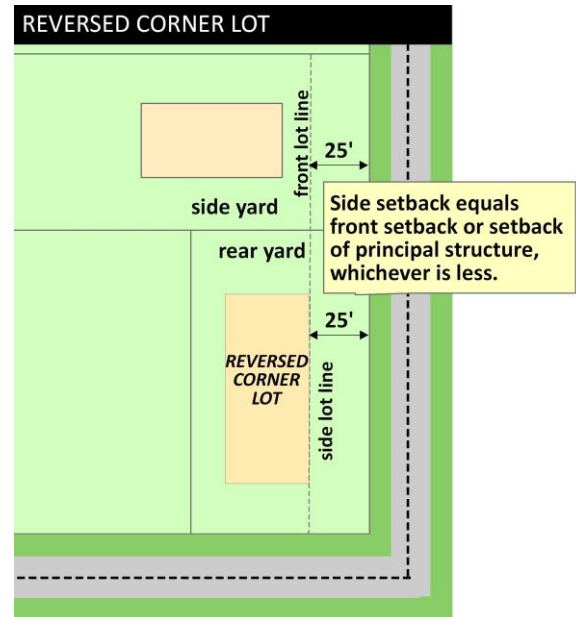 REVERSED CORNER LOT
front lot line
25'
side yard
Side setback equals
front setback or setback
of principal structure,
whichever is less.
rear yard
25'
REVERSED
CORNER
LOT
side lot line